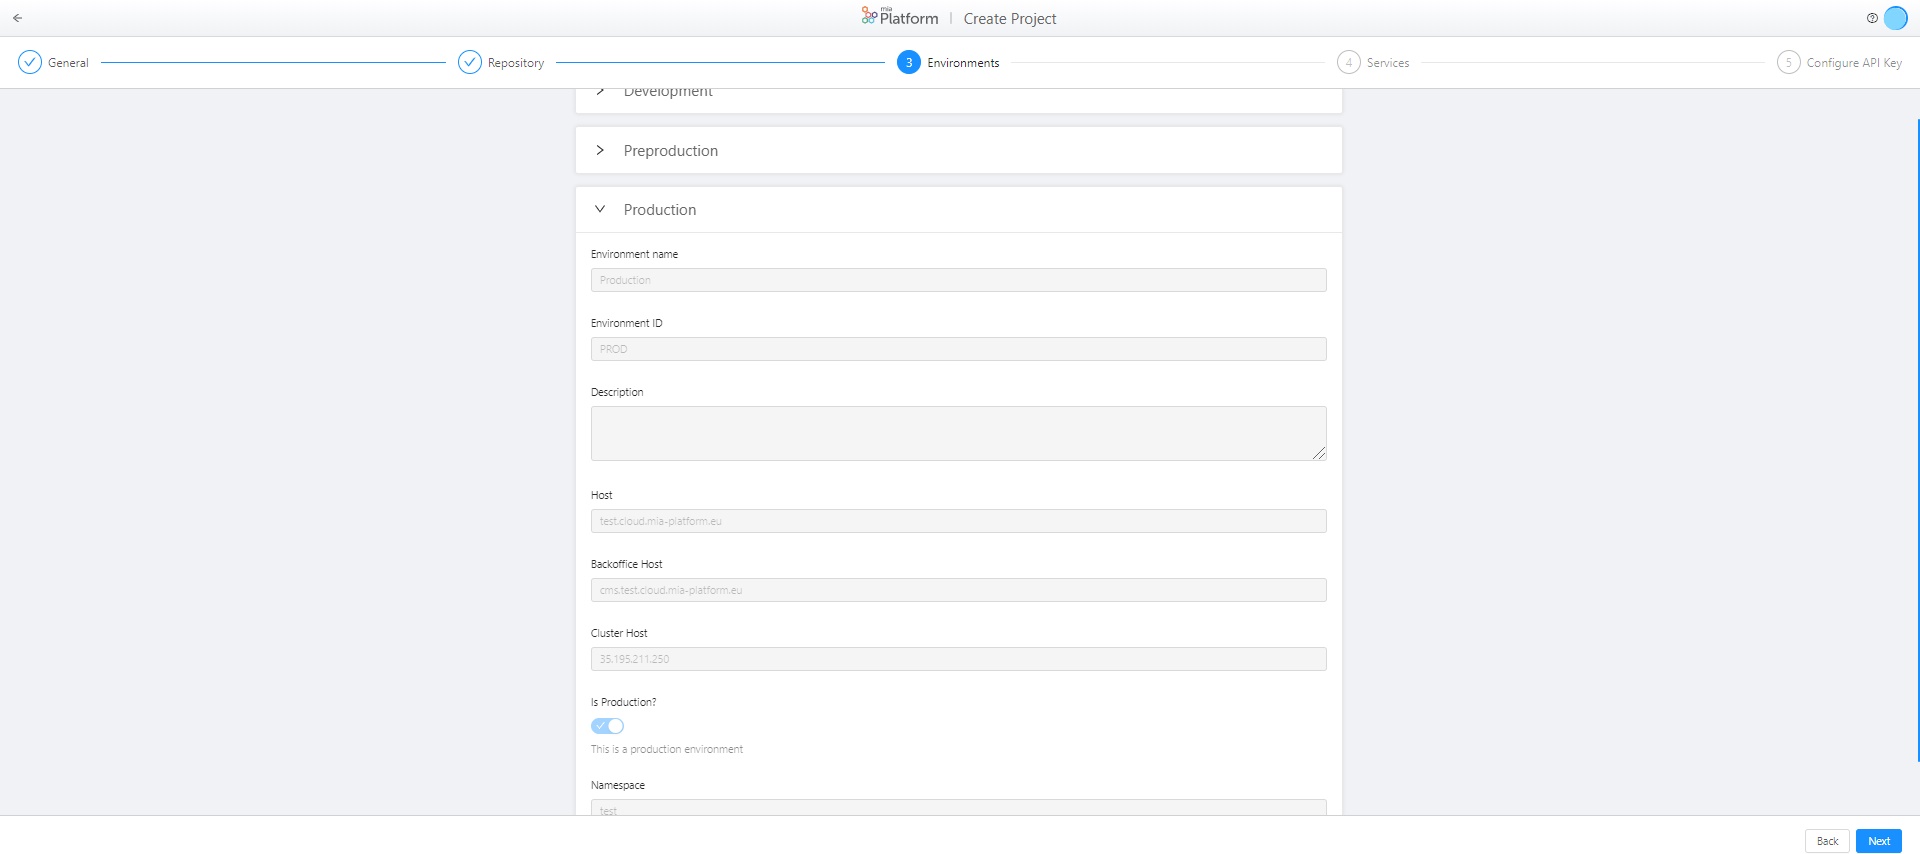 mia
Platform | Create Project
General
Repository
3 Environments
4 Services
5 Configure API Key
Development
Preproduction
Production
Environment name
Production
Environment ID
PROD
Description
Host
test.cloud.mia-platform.eu
Backoffice Host
cms.test.cloud.mia-platform.eu
Cluster Host
35.195.211.250
Is Production?
This is a production environment
Namespace
test
Back
Next